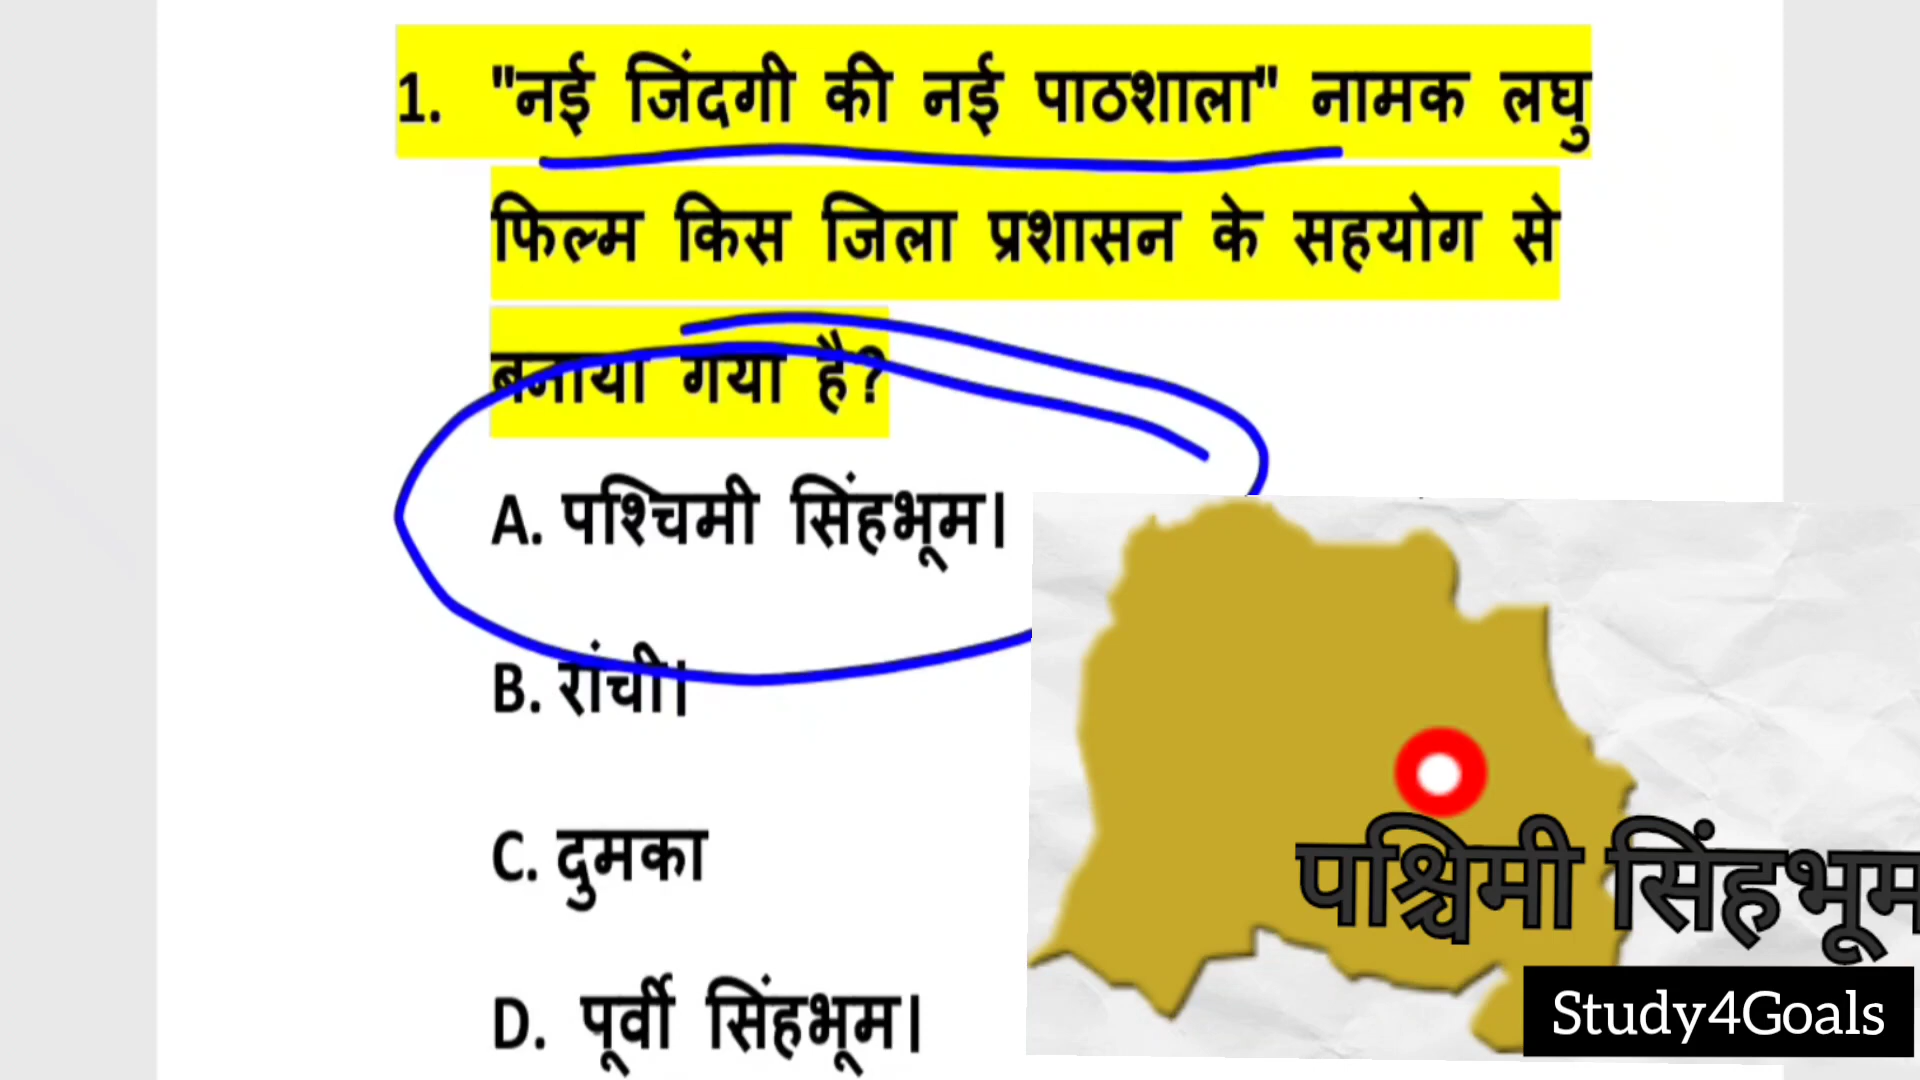 1. "नई जिंदगी की नई पाठशाला" नामक लघु
फिल्म किस जिला प्रशासन के सहयोग से
बनाया गया है?
A. पश्चिमी सिंहभूम।
B. रांची।
C. दुमका
D. पूर्वी सिंहभूम।
पश्चिमी सिंहभूम
Study4Goals